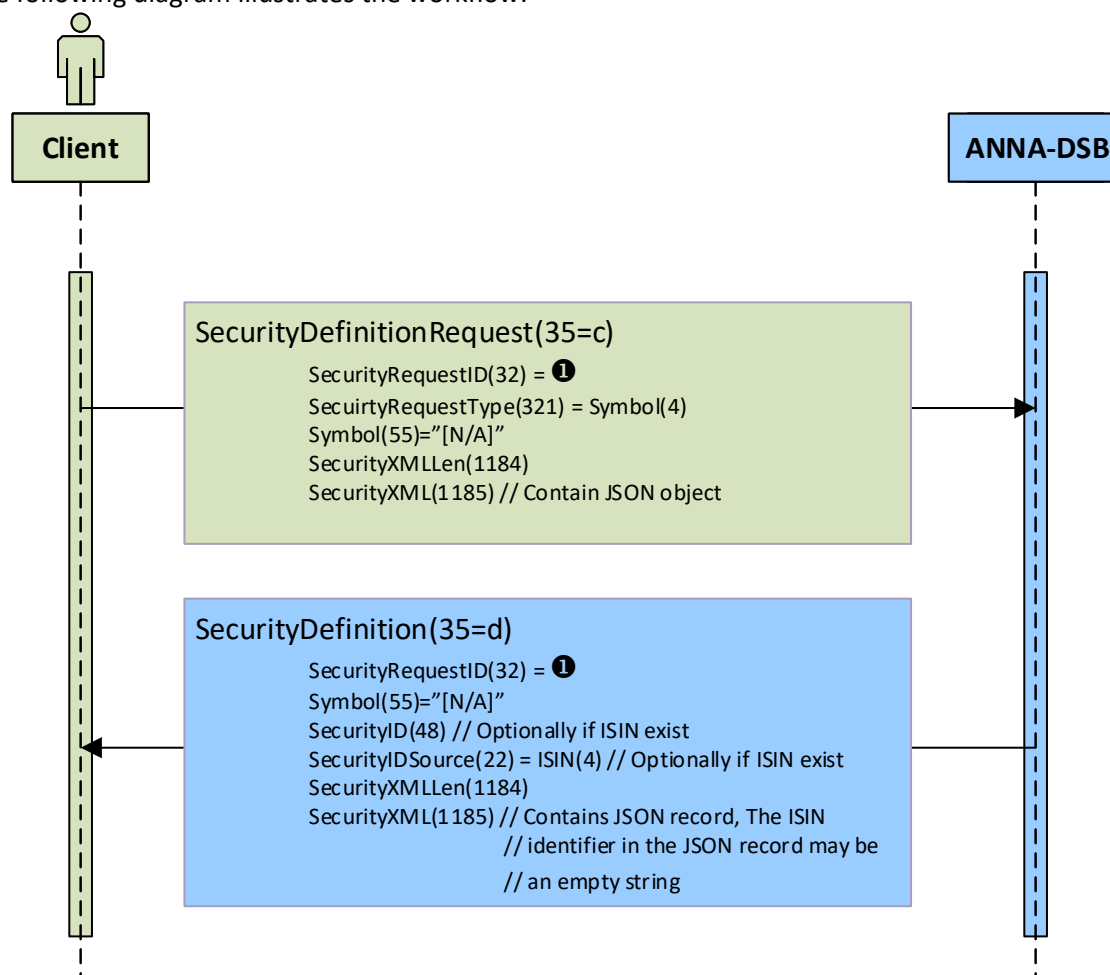 e following diagram illustrates the workflow:
Client
ANNA-DSB
SecurityDefinitionRequest(35=c)
SecurityRequestID(32) = ❶
SecuirtyRequestType(321) = Symbol(4)
Symbol(55)=”[N/A]”
SecurityXMLLen(1184)
SecurityXML(1185) // Contain JSON object
SecurityDefinition(35=d)
SecurityRequestID(32) = ❶
Symbol(55)=”[N/A]”
SecurityID(48) // Optionally if ISIN exist
SecurityIDSource(22) = ISIN(4) // Optionally if ISIN exist
SecurityXMLLen(1184)
SecurityXML(1185) // Contains JSON record, The ISIN
// identifier in the JSON record may be
// an empty string